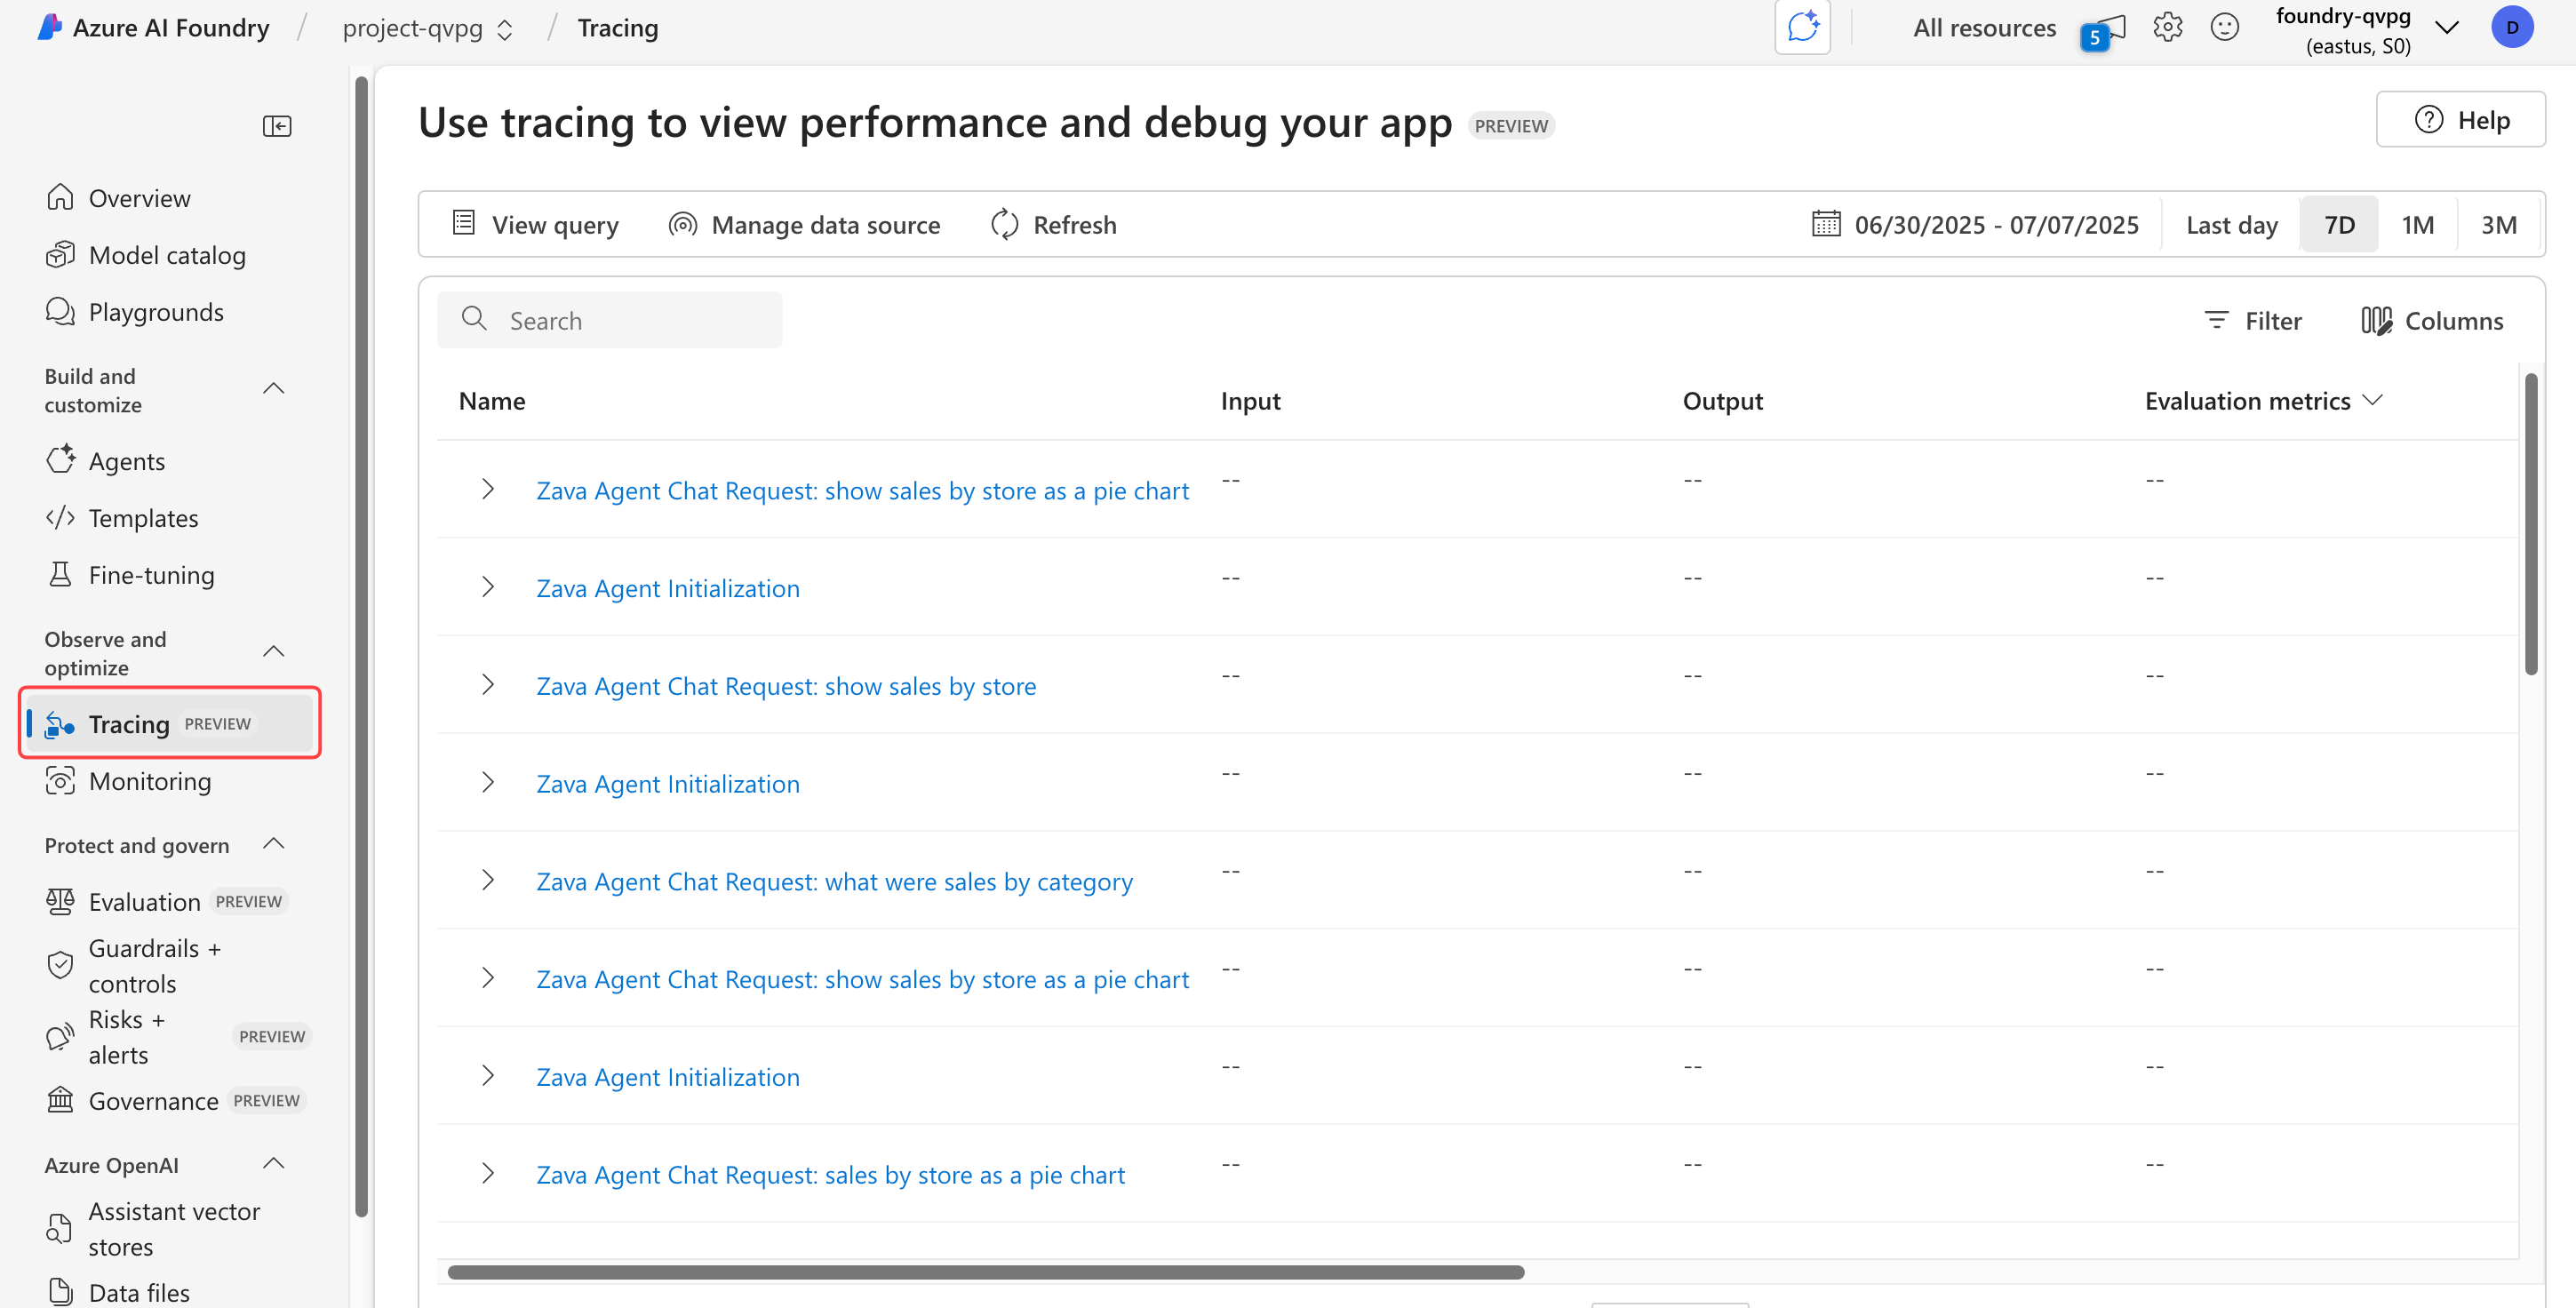 Azure AI Foundry / project-qvpg / Tracing
All resources
5
foundry-qvpg
(eastus, S0)
D
Overview
Model catalog
Playgrounds
Build and
customize
Agents
Templates
Fine-tuning
Observe and
optimize
Tracing PREVIEW
Monitoring
Protect and govern
Evaluation PREVIEW
Guardrails +
controls
Risks +
alerts
PREVIEW
Governance PREVIEW
Azure OpenAI
Assistant vector
stores
Data files
Use tracing to view performance and debug your app PREVIEW
Help
View query Manage data source Refresh 06/30/2025 - 07/07/2025 Last day 7D 1M 3M
Search Filter Columns
Name Input Output Evaluation metrics
Zava Agent Chat Request: show sales by store as a pie chart -- -- --
Zava Agent Initialization -- -- --
Zava Agent Chat Request: show sales by store -- -- --
Zava Agent Initialization -- -- --
Zava Agent Chat Request: what were sales by category -- -- --
Zava Agent Chat Request: show sales by store as a pie chart -- -- --
Zava Agent Initialization -- -- --
Zava Agent Chat Request: sales by store as a pie chart -- -- --